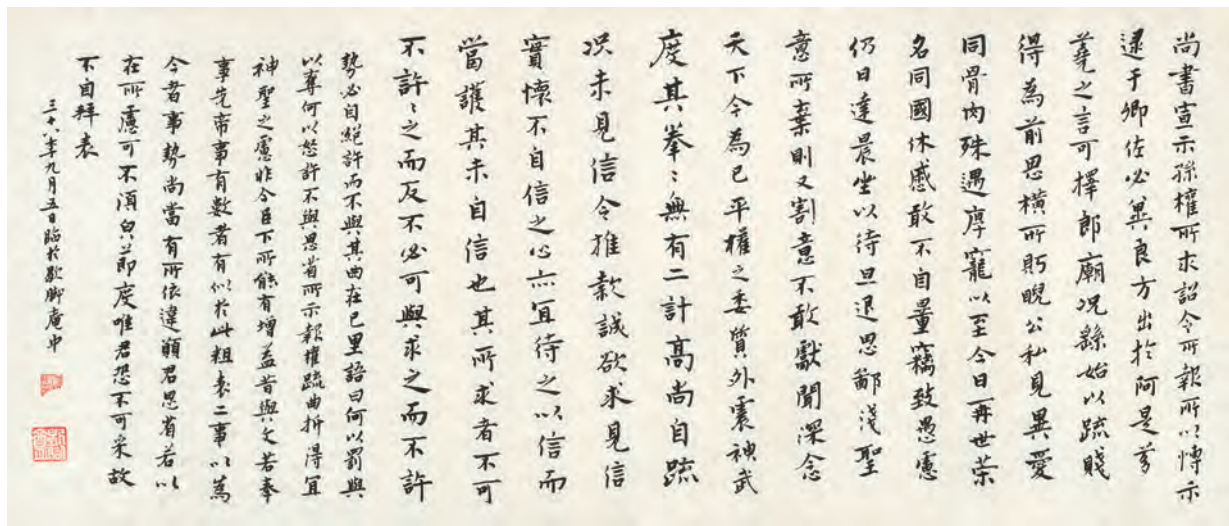 尚書宣示孫權所求詔令所報所以博示
逮于卿佐必異良方出於阿是芻
蕘之言可擇郎廟況繇始以疏賤
得為前恩橫所眄睨公私見異愛
同骨肉殊遇厚寵以至今日再世榮
名同國休慼敢不自量竊致愚慮
仍日達晨坐以待旦退思鄙淺聖
意所棄則又割意不敢獻聞深念
天下今為已平權之委質外震神武
度其拳〻無有二計高尚自疏
況未見信今推款誠欲求見信
實懷不自信之心亦宜待之以信而
當護其未自信也其所求者不可
不許〻之而反不必可與求之而不許
勢必自絕許而不與其曲在己里語曰何以罰與
以奪何以怒許不與思省所示報權疏曲折得宜
神聖之慮非今臣下所能有增益昔與文若奉
事先帝事有數者有似於此粗表二事以為
今者事勢尚當有所依違願君思省若以
在所慮可不須自節度唯君恐不可采故
不自拜表
三十八年九月五日臨於歇腳庵中